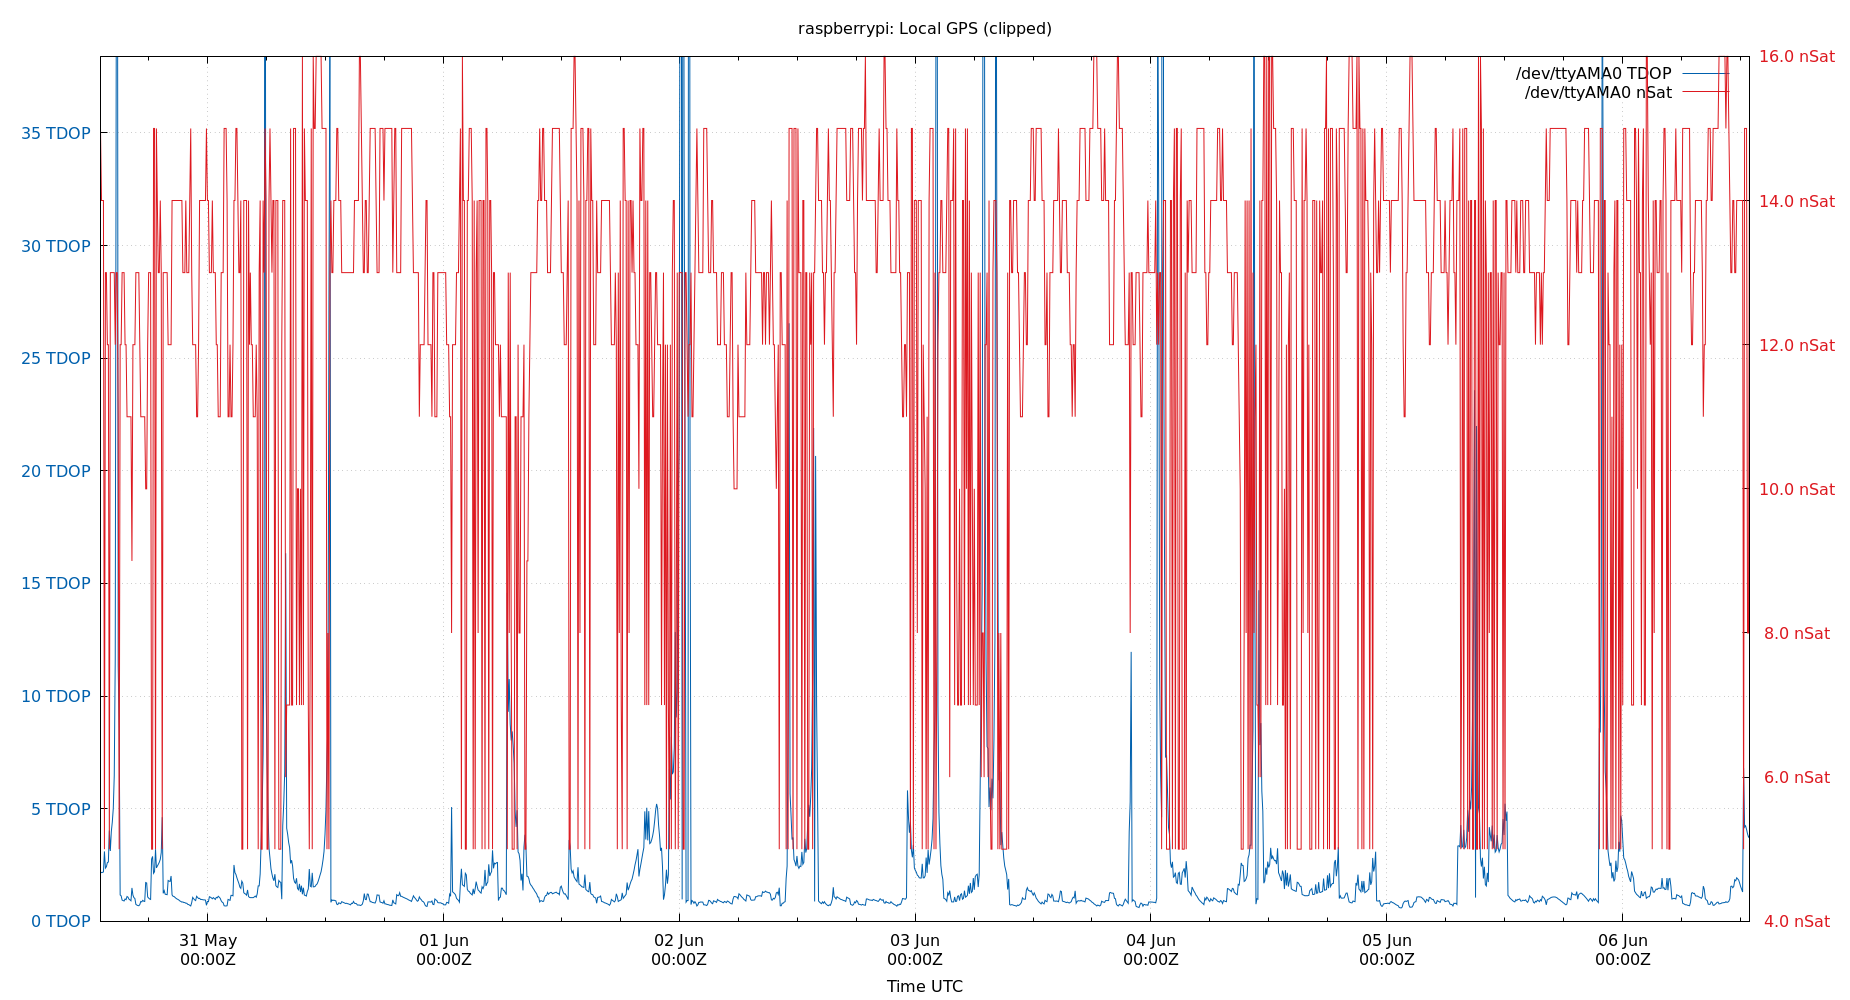 raspberrypi: Local GPS (clipped)
16.0 nSat
/dev/ttyAMA0 TDOP
/dev/ttyAMA0 nSat
35 TDOP
14.0 nSat
30 TDOP
12.0 nSat
25 TDOP
20 TDOP
10.0 nSat
15 TDOP
8.0 nSat
10 TDOP
6.0 nSat
5 TDOP
0 TDOP
4.0 nSat
31 May 01 Jun 02 Jun 03 Jun 04 Jun 05 Jun 06 Jun
00:00Z 00:00Z 00:00Z 00:00Z 00:00Z 00:00Z 00:00Z
Time UTC